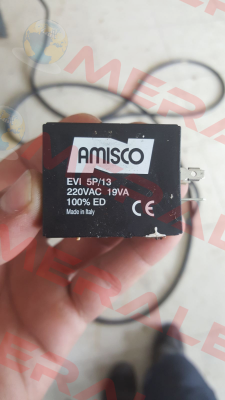 AMISCO
EVI 5P/13
220VAC 19VA
100% ED
Made in Italy
CE